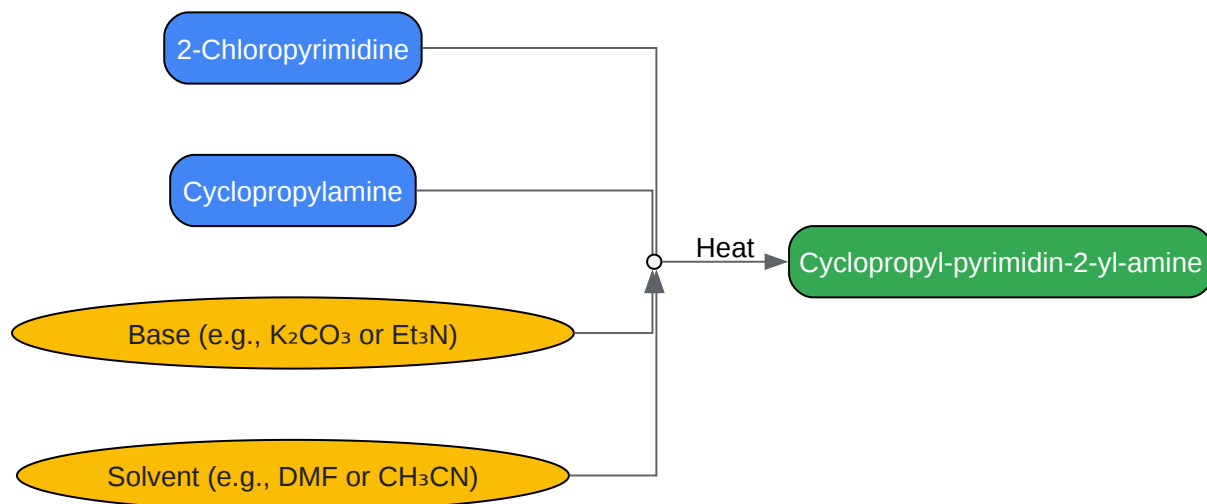 2-Chloropyrimidine
Cyclopropylamine
Heat
Cyclopropyl-pyrimidin-2-yl-amine
Base (e.g., K₂CO₃ or Et₃N)
Solvent (e.g., DMF or CH₃CN)